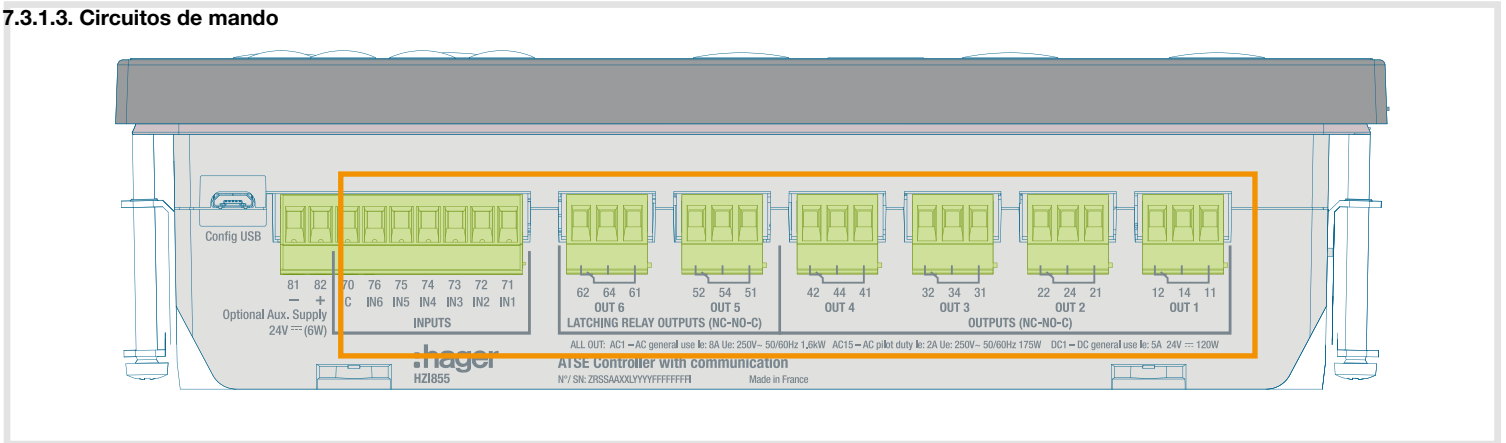 7.3.1.3. Circuitos de mando
Config USB
81 82 70 76 75 74 73 72 71
− + C IN6 IN5 IN4 IN3 IN2 IN1
Optional Aux. Supply
24V ⎓ (6W)
INPUTS
62 64 61
OUT 6
52 54 51
OUT 5
LATCHING RELAY OUTPUTS (NC-NO-C)
42 44 41
OUT 4
32 34 31
OUT 3
22 24 21
OUT 2
12 14 11
OUT 1
OUTPUTS (NC-NO-C)
ALL OUT: AC1 – AC general use Ie: 8A Ue: 250V~ 50/60Hz 1,6kW AC15 – AC pilot duty Ie: 2A Ue: 250V~ 50/60Hz 175W DC1 – DC general use Ie: 5A 24V ⎓ 120W
:hager
HZI855
ATSE Controller with communication
N°/ SN: ZRSSAAXXLYYYYFFFFFFFFI Made in France